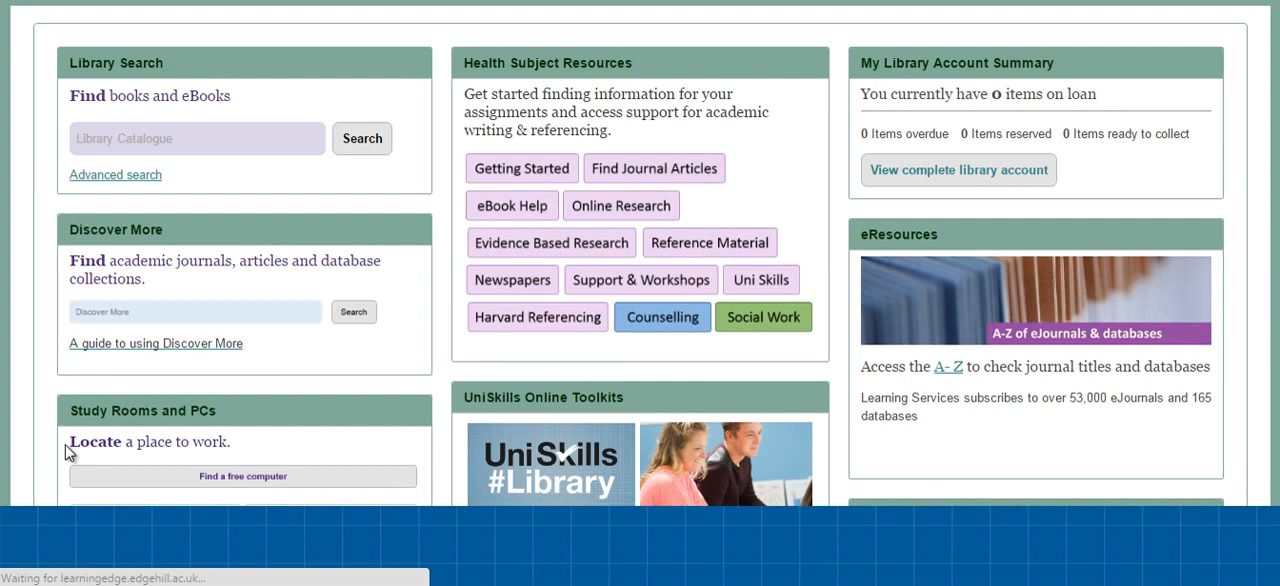 Library Search
Find books and eBooks
Library Catalogue
Search
Advanced search
Discover More
Find academic journals, articles and database
collections.
Discover More
Search
A guide to using Discover More
Study Rooms and PCs
Locate a place to work.
Find a free computer
Health Subject Resources
Get started finding information for your
assignments and access support for academic
writing & referencing.
Getting Started Find Journal Articles
eBook Help Online Research
Evidence Based Research Reference Material
Newspapers Support & Workshops Uni Skills
Harvard Referencing Counselling Social Work
UniSkills Online Toolkits
Uni Skills
#Library
My Library Account Summary
You currently have 0 items on loan
0 Items overdue 0 Items reserved 0 Items ready to collect
View complete library account
eResources
A-Z of eJournals & databases
Access the A- Z to check journal titles and databases
Learning Services subscribes to over 53,000 eJournals and 165
databases
Waiting for learningedge.edgehill.ac.uk...